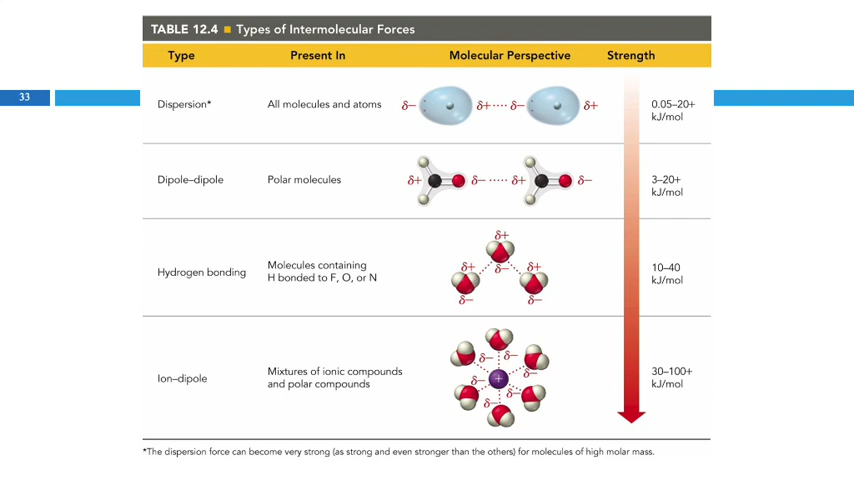 TABLE 12.4 ■ Types of Intermolecular Forces
Type Present In Molecular Perspective Strength
33
Dispersion* All molecules and atoms δ− δ+ ···· δ− δ+ 0.05–20+
kJ/mol
Dipole–dipole Polar molecules δ+ δ− ····· δ+ δ− 3–20+
kJ/mol
δ+
Hydrogen bonding Molecules containing δ+ δ− δ+ 10–40
H bonded to F, O, or N kJ/mol
δ− δ−
δ− δ−
Ion–dipole Mixtures of ionic compounds δ− + δ− 30–100+
and polar compounds kJ/mol
δ− δ−
*The dispersion force can become very strong (as strong and even stronger than the others) for molecules of high molar mass.